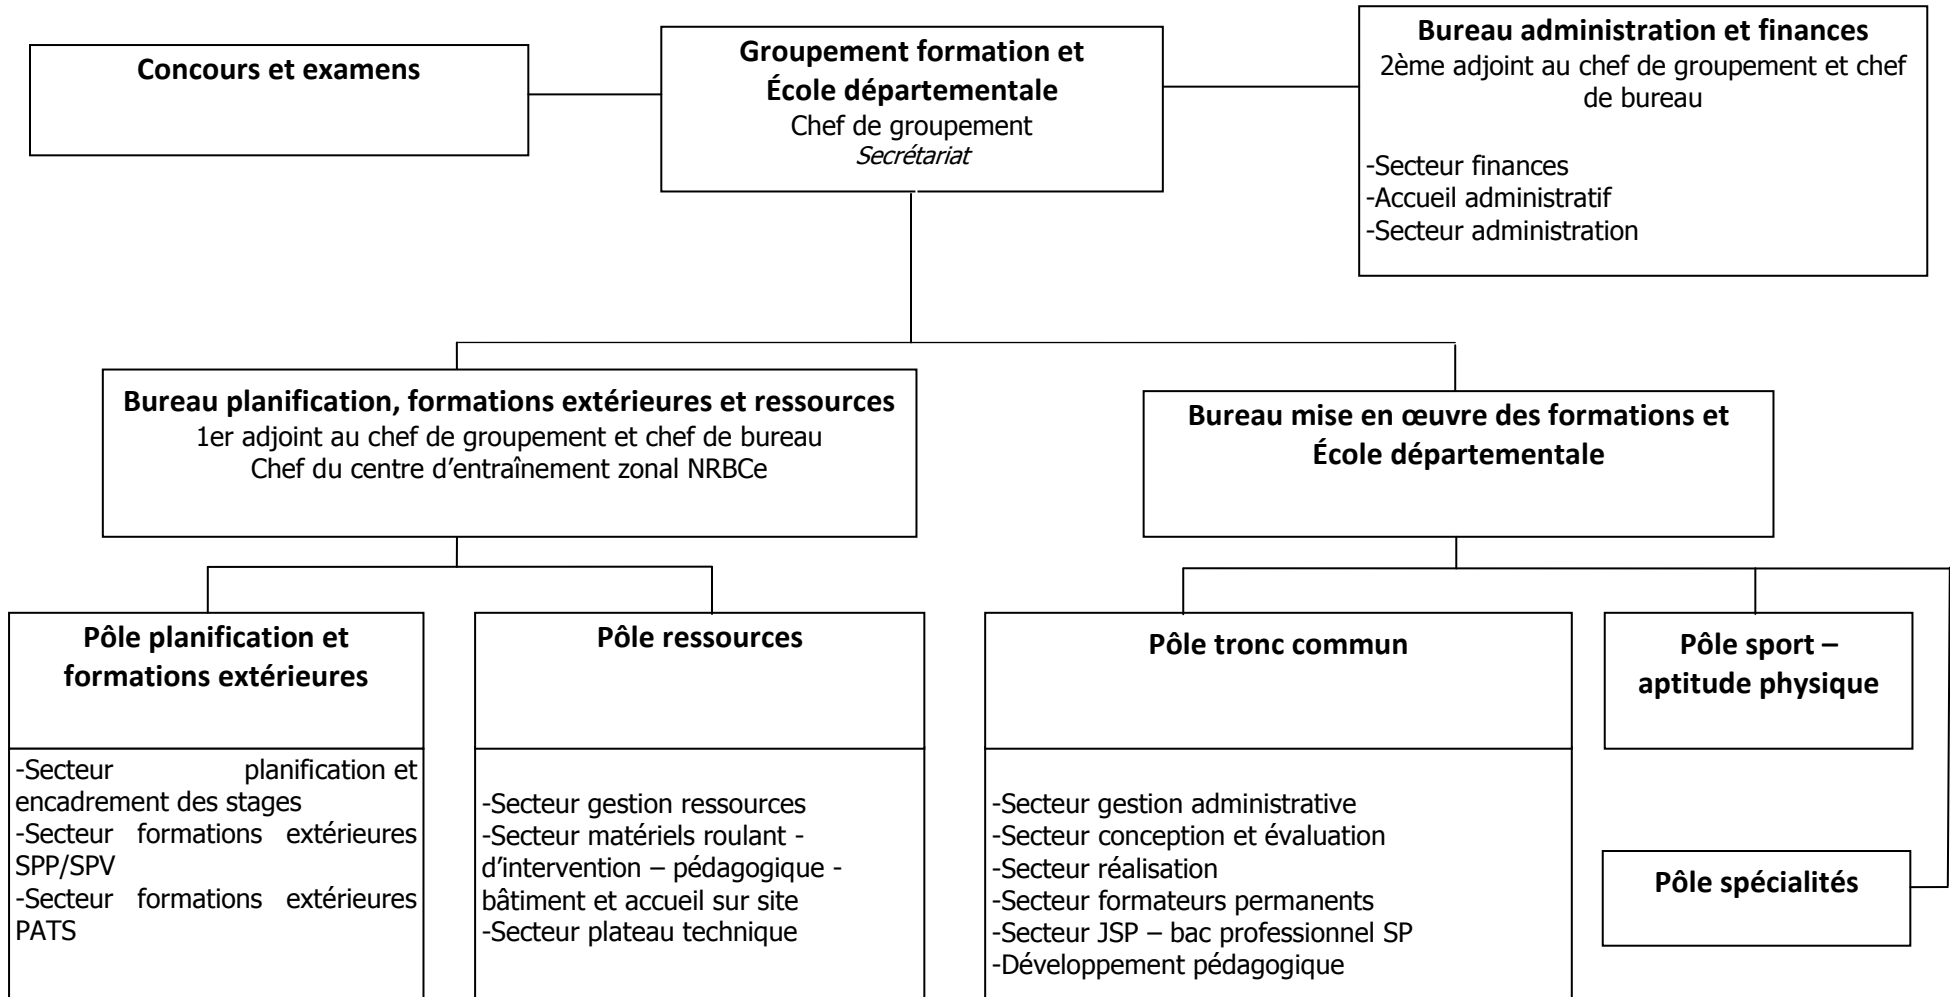 Concours et examens
Groupement formation et
École départementale
Chef de groupement
Secrétariat
Bureau administration et finances
2ème adjoint au chef de groupement et chef
de bureau
-Secteur finances
-Accueil administratif
-Secteur administration
Bureau planification, formations extérieures et ressources
1er adjoint au chef de groupement et chef de bureau
Chef du centre d’entraînement zonal NRBCe
Bureau mise en œuvre des formations et
École départementale
Pôle planification et
formations extérieures
-Secteur planification et
encadrement des stages
-Secteur formations extérieures
SPP/SPV
-Secteur formations extérieures
PATS
Pôle ressources
-Secteur gestion ressources
-Secteur matériels roulant -
d’intervention – pédagogique -
bâtiment et accueil sur site
-Secteur plateau technique
Pôle tronc commun
-Secteur gestion administrative
-Secteur conception et évaluation
-Secteur réalisation
-Secteur formateurs permanents
-Secteur JSP – bac professionnel SP
-Développement pédagogique
Pôle sport –
aptitude physique
Pôle spécialités